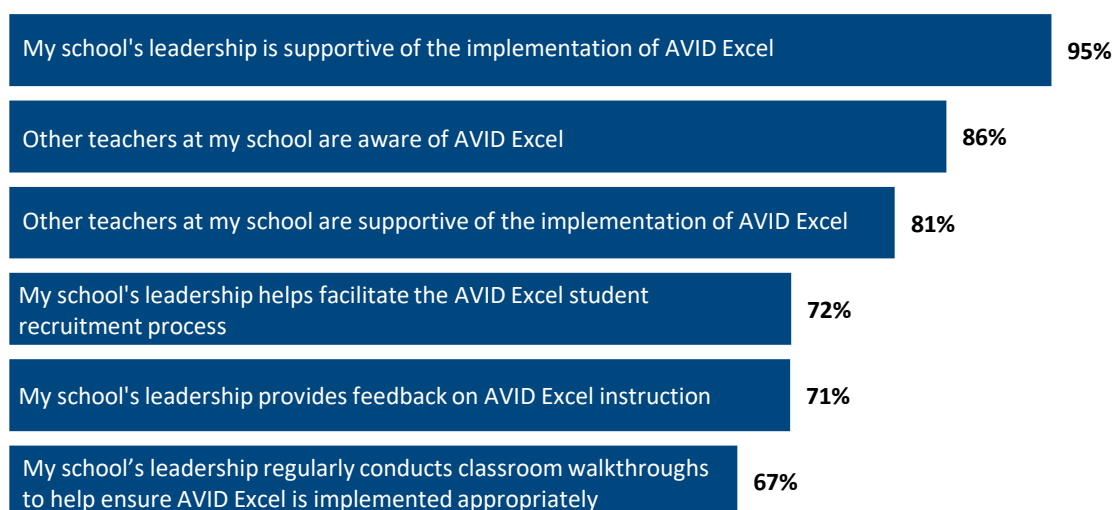 My school's leadership is supportive of the implementation of AVID Excel
95%
Other teachers at my school are aware of AVID Excel
86%
Other teachers at my school are supportive of the implementation of AVID Excel
81%
My school's leadership helps facilitate the AVID Excel student
recruitment process
72%
My school's leadership provides feedback on AVID Excel instruction
71%
My school’s leadership regularly conducts classroom walkthroughs
to help ensure AVID Excel is implemented appropriately
67%